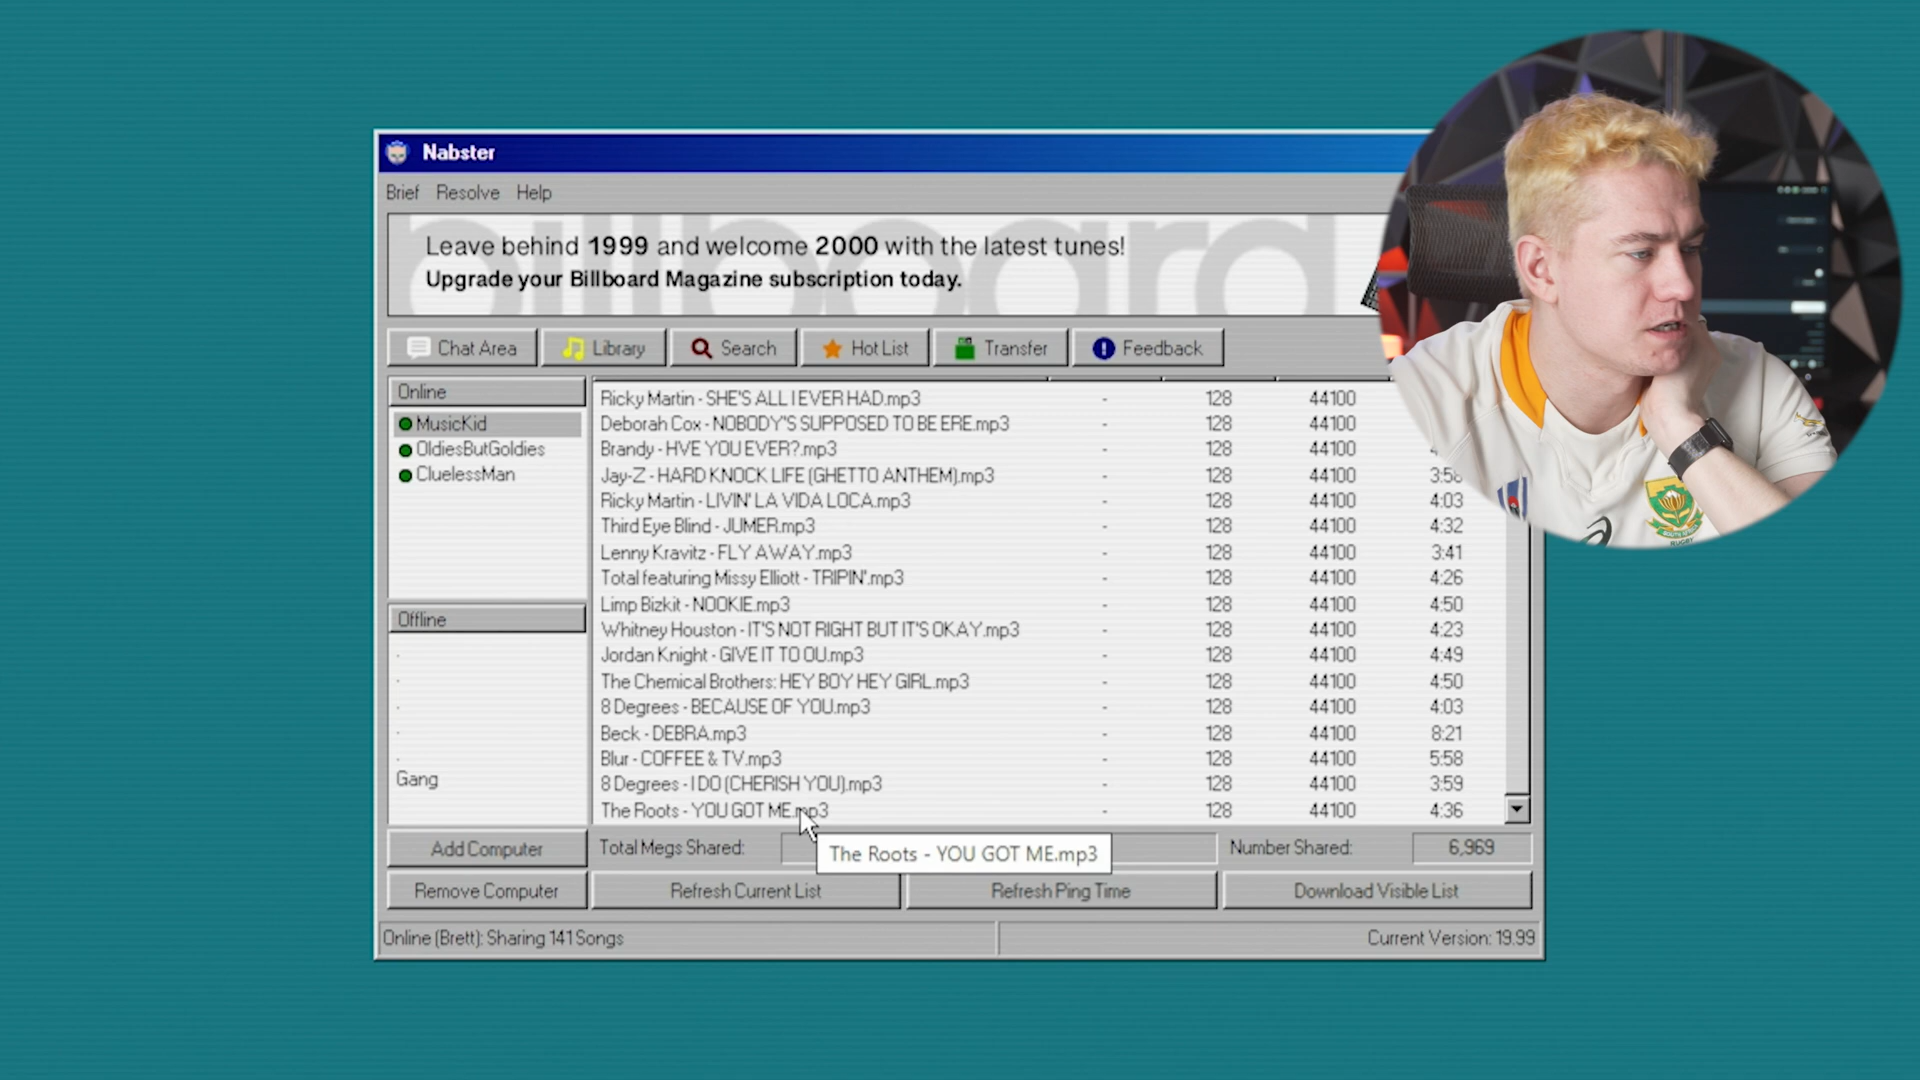 Nabster
Brief Resolve Help
billboard
Leave behind 1999 and welcome 2000 with the latest tunes!
Upgrade your Billboard Magazine subscription today.
Chat Area Library Search Hot List Transfer Feedback
Online
MusicKid
OldiesButGoldies
CluelessMan
Offline
Gang
Ricky Martin - SHE'S ALL I EVER HAD.mp3 - 128 44100
Deborah Cox - NOBODY'S SUPPOSED TO BE ERE.mp3 - 128 44100
Brandy - HVE YOU EVER?.mp3 - 128 44100
Jay-Z - HARD KNOCK LIFE (GHETTO ANTHEM).mp3 - 128 44100 3:58
Ricky Martin - LIVIN' LA VIDA LOCA.mp3 - 128 44100 4:03
Third Eye Blind - JUMER.mp3 - 128 44100 4:32
Lenny Kravitz - FLY AWAY.mp3 - 128 44100 3:41
Total featuring Missy Elliott - TRIPIN'.mp3 - 128 44100 4:26
Limp Bizkit - NOOKIE.mp3 - 128 44100 4:50
Whitney Houston - IT'S NOT RIGHT BUT IT'S OKAY.mp3 - 128 44100 4:23
Jordan Knight - GIVE IT TO OU.mp3 - 128 44100 4:49
The Chemical Brothers: HEY BOY HEY GIRL.mp3 - 128 44100 4:50
8 Degrees - BECAUSE OF YOU.mp3 - 128 44100 4:03
Beck - DEBRA.mp3 - 128 44100 8:21
Blur - COFFEE & TV.mp3 - 128 44100 5:58
8 Degrees - I DO (CHERISH YOU).mp3 - 128 44100 3:59
The Roots - YOU GOT ME.mp3 - 128 44100 4:36
Add Computer Total Megs Shared: Number Shared: 6,969
The Roots - YOU GOT ME.mp3
Remove Computer Refresh Current List Refresh Ping Time Download Visible List
Online (Brett): Sharing 141 Songs Current Version: 19.99
SOUTH AFRICA
RUGBY